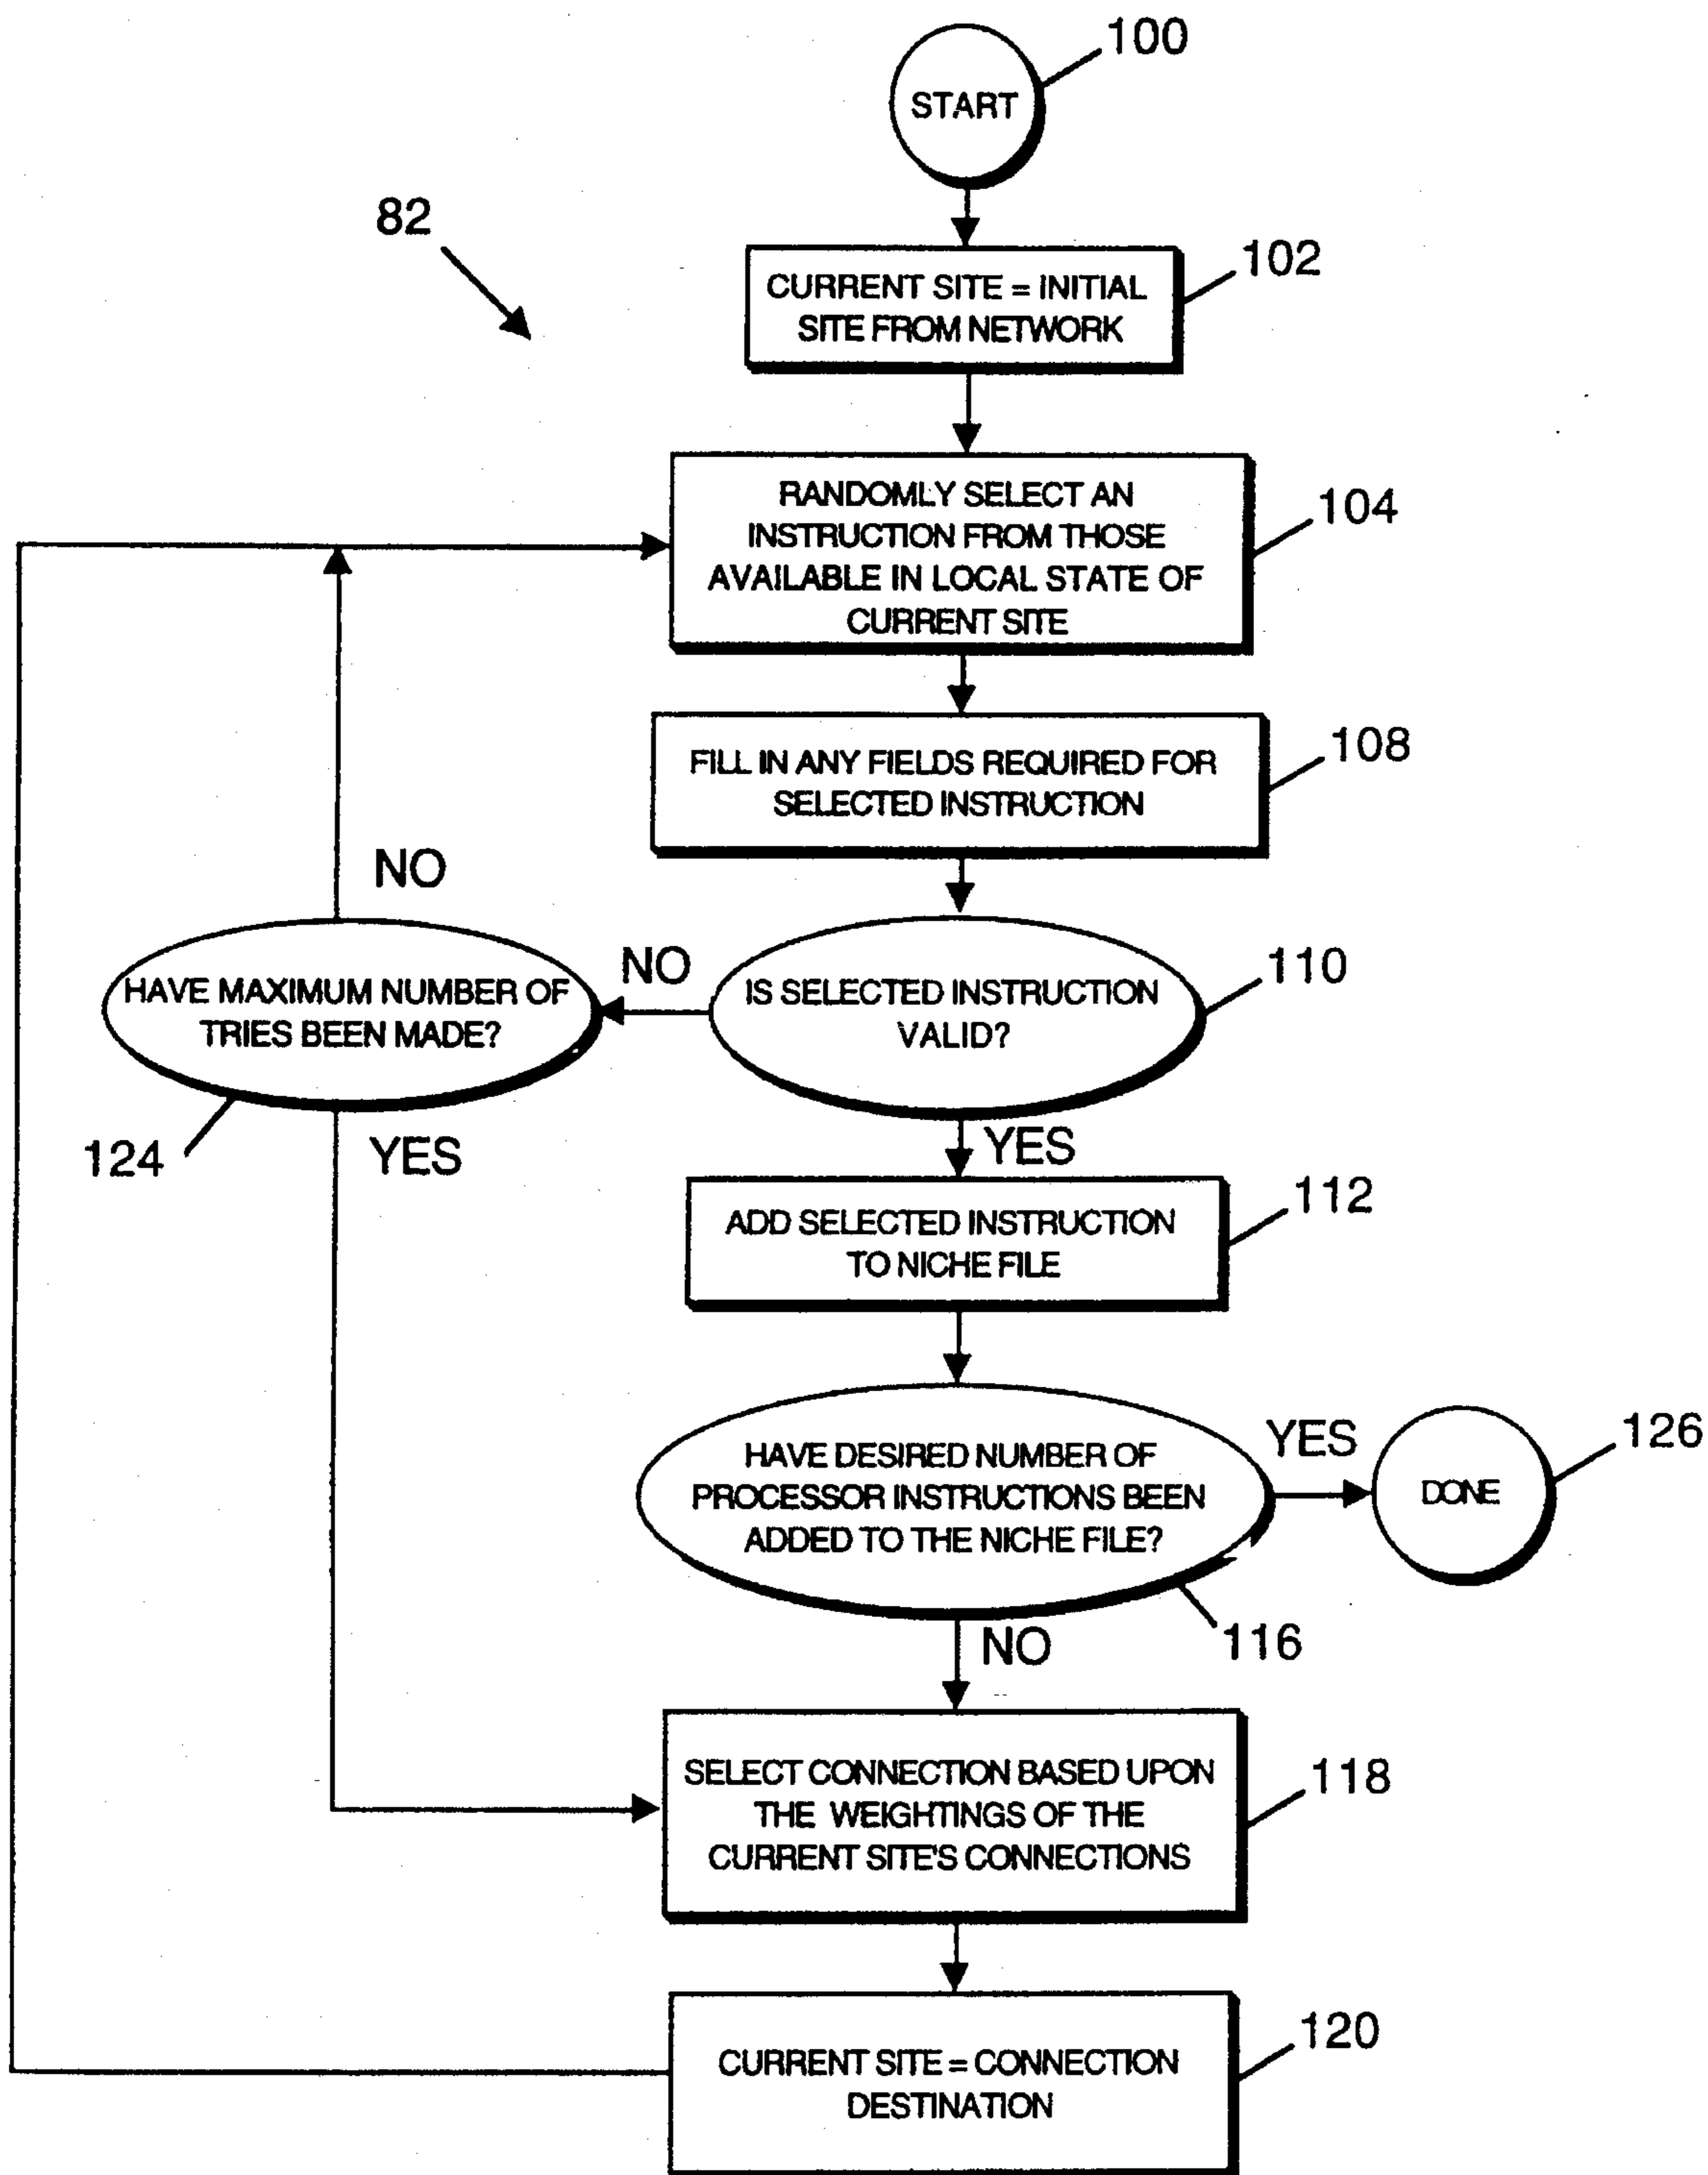 100
START
82
102
CURRENT SITE = INITIAL
SITE FROM NETWORK
104
RANDOMLY SELECT AN
INSTRUCTION FROM THOSE
AVAILABLE IN LOCAL STATE OF
CURRENT SITE
108
FILL IN ANY FIELDS REQUIRED FOR
SELECTED INSTRUCTION
NO
NO
110
HAVE MAXIMUM NUMBER OF
TRIES BEEN MADE?
IS SELECTED INSTRUCTION
VALID?
124
YES
YES
112
ADD SELECTED INSTRUCTION
TO NICHE FILE
HAVE DESIRED NUMBER OF
PROCESSOR INSTRUCTIONS BEEN
ADDED TO THE NICHE FILE?
YES
126
DONE
116
NO
118
SELECT CONNECTION BASED UPON
THE WEIGHTINGS OF THE
CURRENT SITE'S CONNECTIONS
120
CURRENT SITE = CONNECTION
DESTINATION